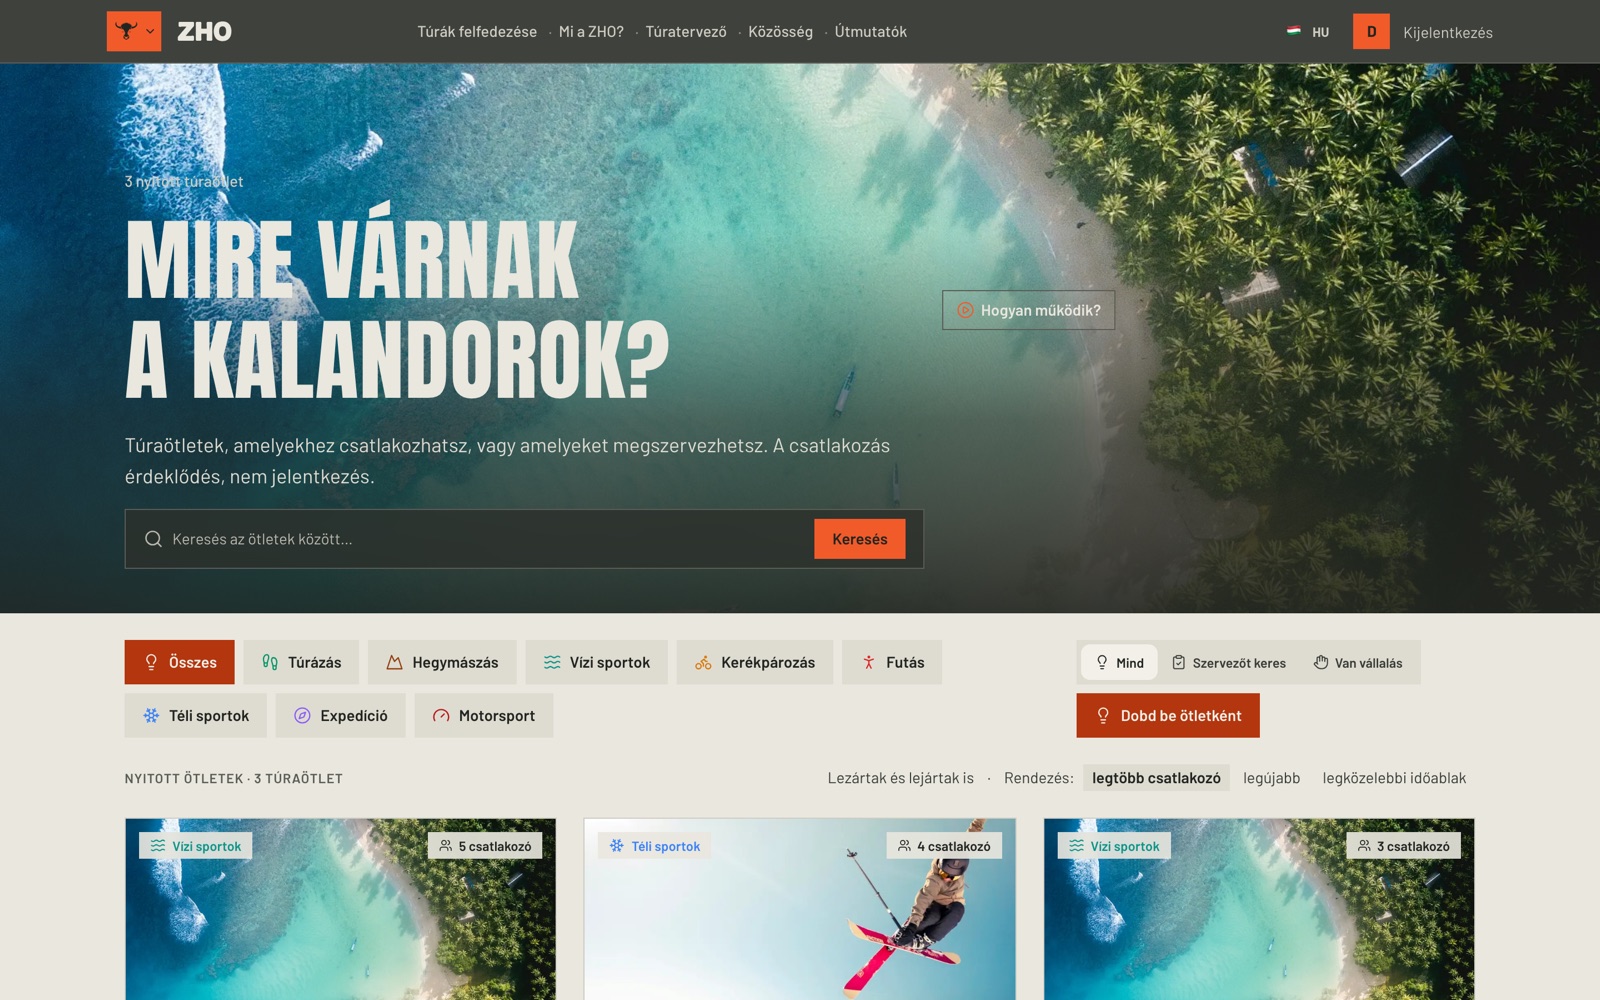 ZHO
Túrák felfedezése · Mi a ZHO? · Túratervező · Közösség · Útmutatók
HU
D
Kijelentkezés
3 nyitott túraötlet
MIRE VÁRNAK
A KALANDOROK?
Hogyan működik?
Túraötletek, amelyekhez csatlakozhatsz, vagy amelyeket megszervezhetsz. A csatlakozás
érdeklődés, nem jelentkezés.
Keresés az ötletek között...
Keresés
Összes
Túrázás
Hegymászás
Vízi sportok
Kerékpározás
Futás
Téli sportok
Expedíció
Motorsport
Mind
Szervezőt keres
Van vállalás
Dobd be ötletként
NYITOTT ÖTLETEK · 3 TÚRAÖTLET
Lezártak és lejártak is · Rendezés: legtöbb csatlakozó legújabb legközelebbi időablak
Vízi sportok
5 csatlakozó
Téli sportok
4 csatlakozó
Vízi sportok
3 csatlakozó